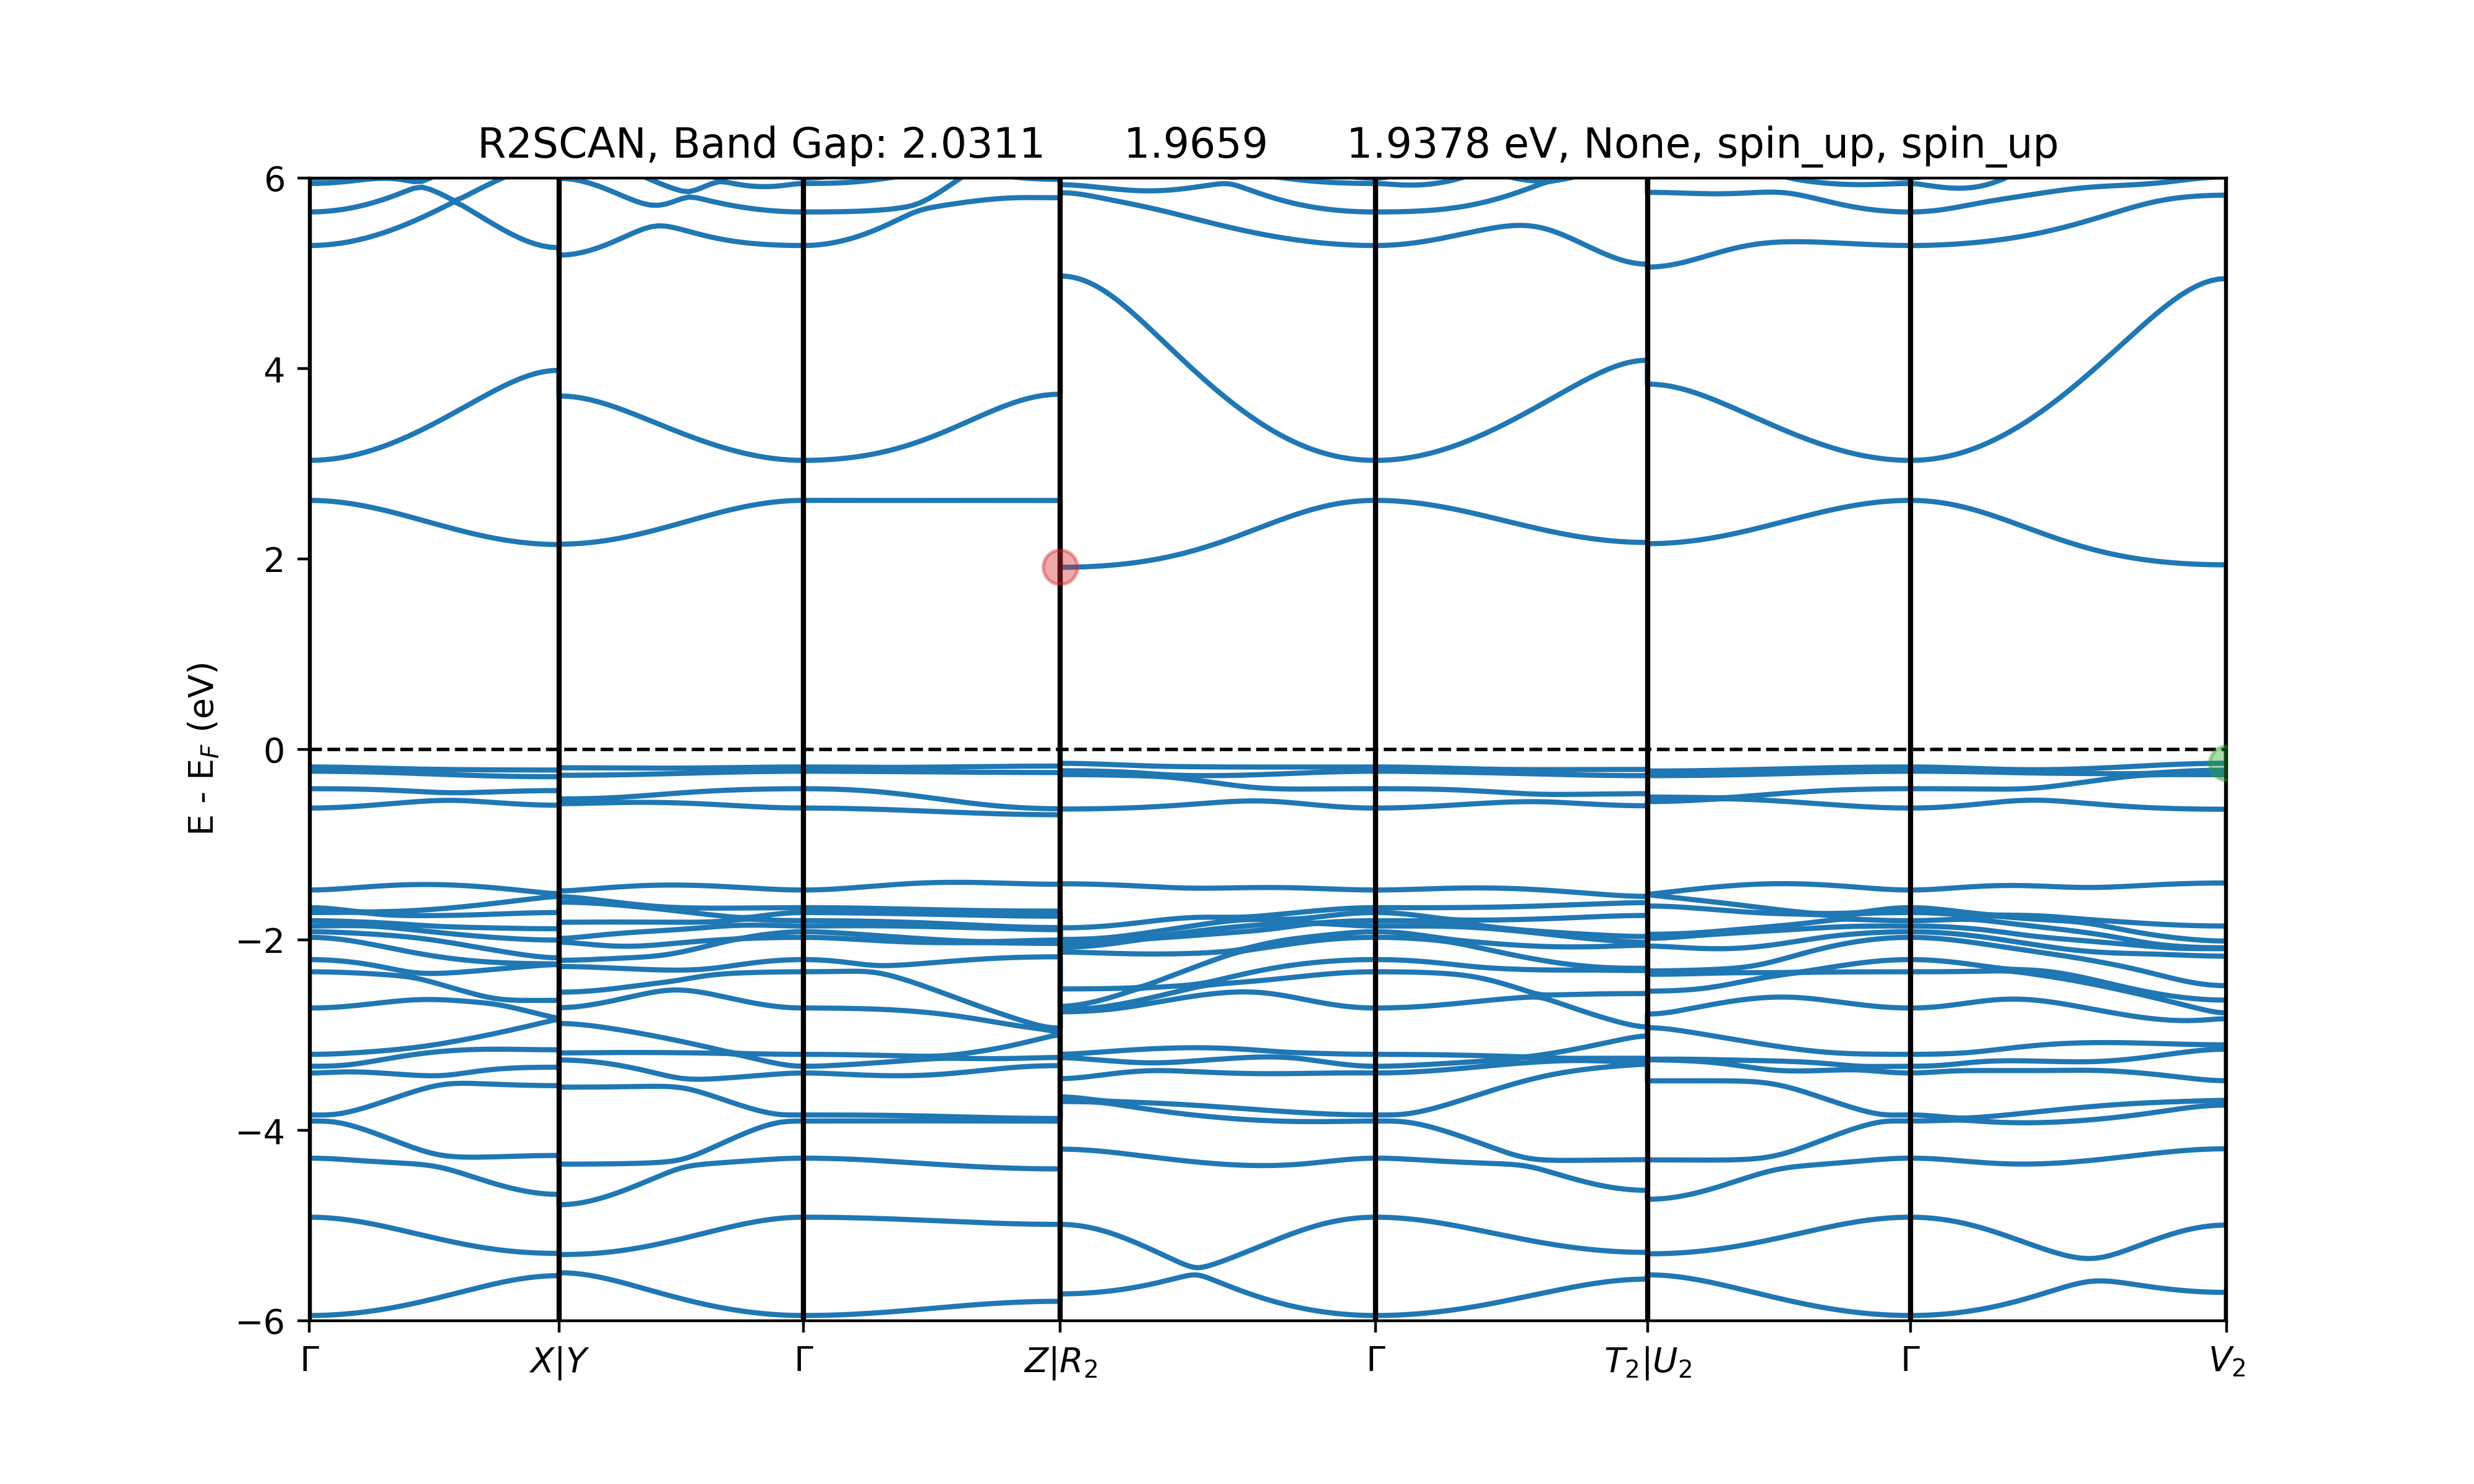 R2SCAN, Band Gap: 2.0311 1.9659 1.9378 eV, None, spin_up, spin_up
6
4
2
0
−2
−4
−6
E - E_F (eV)
Γ X|Y Γ Z|R₂ Γ T₂|U₂ Γ V₂